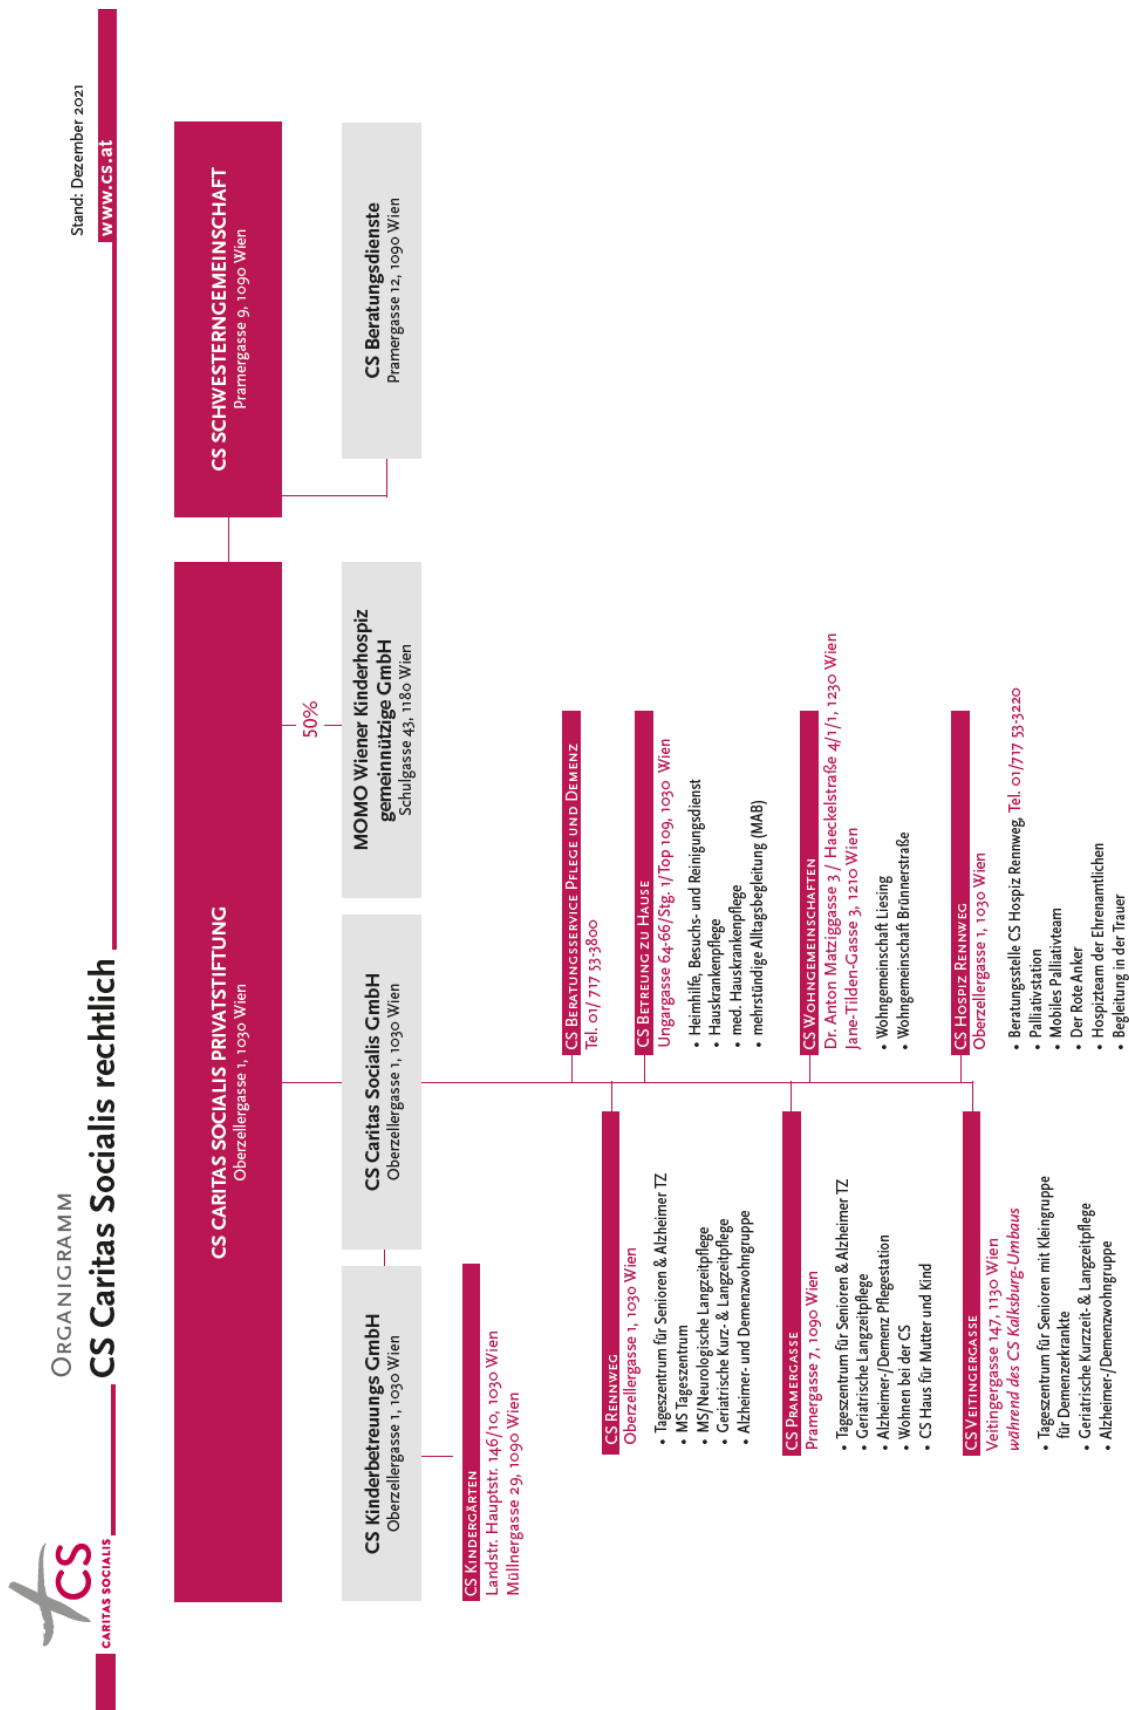 CS
CARITAS SOCIALIS
ORGANIGRAMM
CS Caritas Socialis rechtlich
Stand: Dezember 2021
www.cs.at
CS CARITAS SOCIALIS PRIVATSTIFTUNG
Oberzellergasse 1, 1030 Wien
CS SCHWESTERNGEMEINSCHAFT
Pramergasse 9, 1090 Wien
50%
CS Kinderbetreuungs GmbH
Oberzellergasse 1, 1030 Wien
CS Caritas Socialis GmbH
Oberzellergasse 1, 1030 Wien
MOMO Wiener Kinderhospiz
gemeinnützige GmbH
Schulgasse 43, 1180 Wien
CS Beratungsdienste
Pramergasse 12, 1090 Wien
CS KINDERGÄRTEN
Landstr. Hauptstr. 146/10, 1030 Wien
Müllnergasse 29, 1090 Wien
CS RENNWEG
Oberzellergasse 1, 1030 Wien
• Tageszentrum für Senioren & Alzheimer TZ
• MS Tageszentrum
• MS/Neurologische Langzeitpflege
• Geriatrische Kurz- & Langzeitpflege
• Alzheimer- und Demenzwohngruppe
CS PRAMERGASSE
Pramergasse 7, 1090 Wien
• Tageszentrum für Senioren & Alzheimer TZ
• Geriatrische Langzeitpflege
• Alzheimer-/Demenz Pflegestation
• Wohnen bei der CS
• CS Haus für Mutter und Kind
CS VEITINGERGASSE
Veitingergasse 147, 1130 Wien
während des CS Kalksburg-Umbaus
• Tageszentrum für Senioren mit Kleingruppe
für Demenzerkrankte
• Geriatrische Kurzzeit- & Langzeitpflege
• Alzheimer-/Demenzwohngruppe
CS BERATUNGSSERVICE PFLEGE UND DEMENZ
Tel. 01/ 717 53-3800
CS BETREUUNG ZU HAUSE
Ungargasse 64-66/Stg. 1/Top 109, 1030 Wien
• Heimhilfe, Besuchs- und Reinigungsdienst
• Hauskrankenpflege
• med. Hauskrankenpflege
• mehrstündige Alltagsbegleitung (MAB)
CS WOHNGEMEINSCHAFTEN
Dr. Anton Matziggasse 3 / Haeckelstraße 4/1/1, 1230 Wien
Jane-Tilden-Gasse 3, 1210 Wien
• Wohngemeinschaft Liesing
• Wohngemeinschaft Brünnerstraße
CS HOSPIZ RENNWEG
Oberzellergasse 1, 1030 Wien
• Beratungsstelle CS Hospiz Rennweg, Tel. 01/717 53-3220
• Palliativstation
• Mobiles Palliativteam
• Der Rote Anker
• Hospizteam der Ehrenamtlichen
• Begleitung in der Trauer